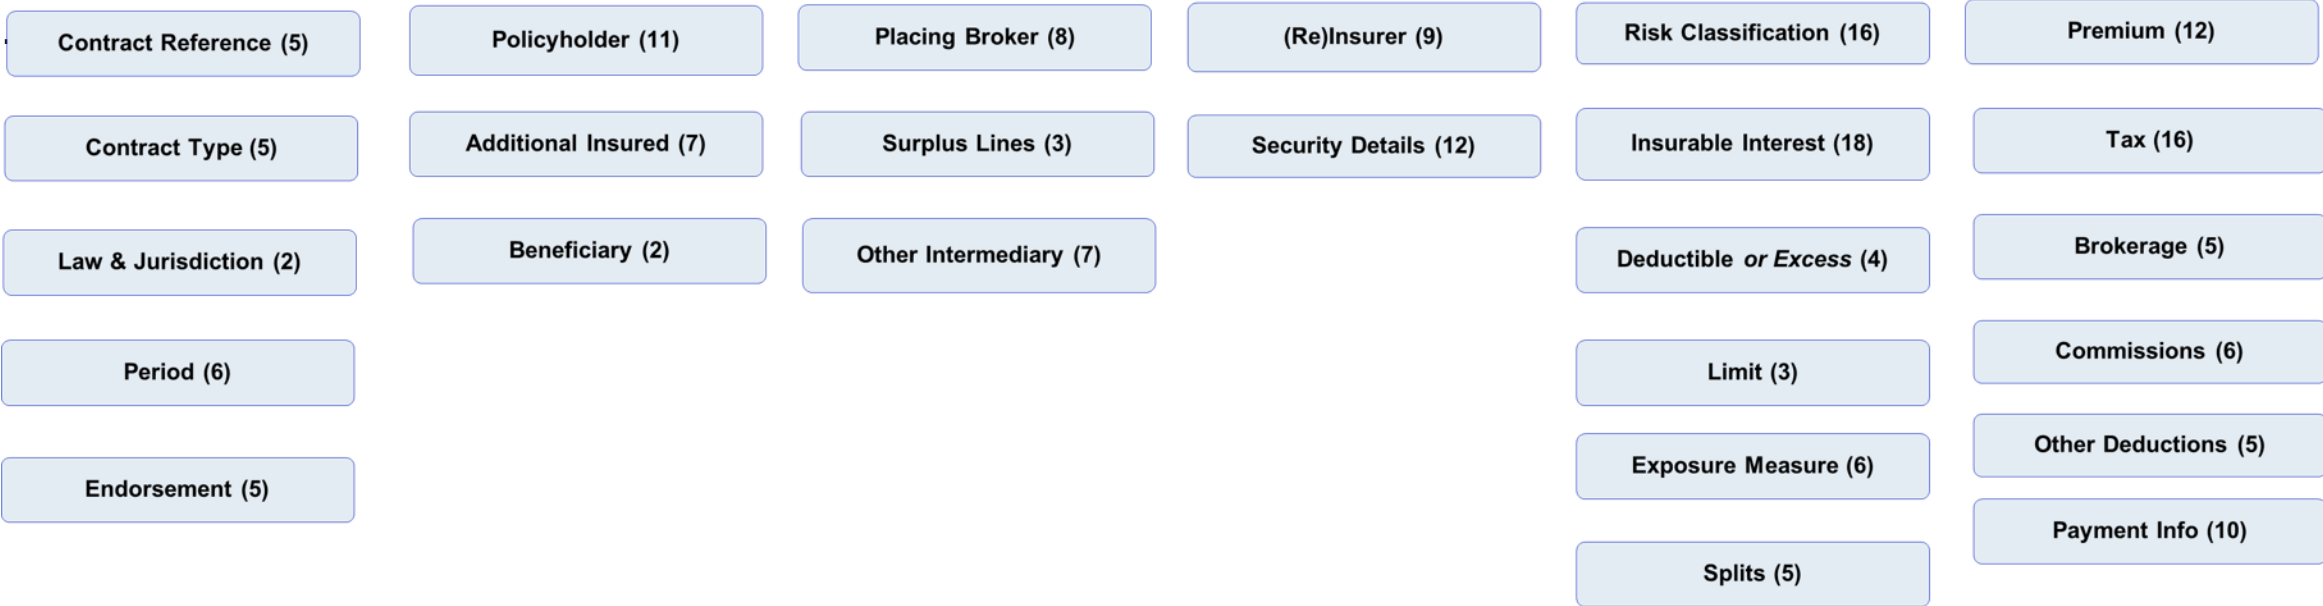 Contract Reference (5)
Contract Type (5)
Law & Jurisdiction (2)
Period (6)
Endorsement (5)
Policyholder (11)
Additional Insured (7)
Beneficiary (2)
Placing Broker (8)
Surplus Lines (3)
Other Intermediary (7)
(Re)Insurer (9)
Security Details (12)
Risk Classification (16)
Insurable Interest (18)
Deductible or Excess (4)
Limit (3)
Exposure Measure (6)
Splits (5)
Premium (12)
Tax (16)
Brokerage (5)
Commissions (6)
Other Deductions (5)
Payment Info (10)